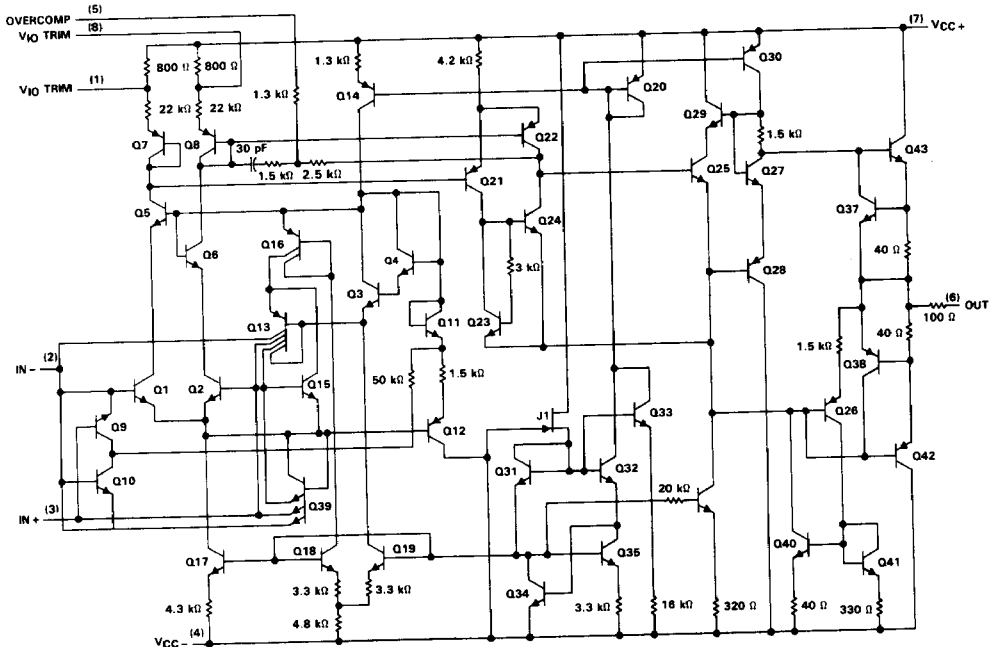 OVERCOMP (5)
VIO TRIM (8)
(7) VCC+
800 Ω
800 Ω
1.3 kΩ
4.2 kΩ
Q30
VIO TRIM (1)
1.3 kΩ
Q14
Q20
22 kΩ
22 kΩ
Q29
1.5 kΩ
Q7
Q8
Q22
30 pF
Q25
Q27
Q43
1.5 kΩ
2.5 kΩ
Q21
Q5
Q24
Q37
Q16
Q6
Q4
40 Ω
3 kΩ
Q28
Q3
Q13
Q11
Q23
(6) OUT
100 Ω
IN− (2)
1.5 kΩ
40 Ω
Q38
50 kΩ
1.5 kΩ
Q1
Q2
Q15
J1
Q33
Q26
Q9
Q12
Q31
Q32
Q42
Q10
20 kΩ
Q39
IN+ (3)
Q40
Q17
Q18
Q19
Q35
Q41
Q34
3.3 kΩ
3.3 kΩ
4.3 kΩ
3.3 kΩ
16 kΩ
320 Ω
40 Ω
330 Ω
4.8 kΩ
VCC− (4)